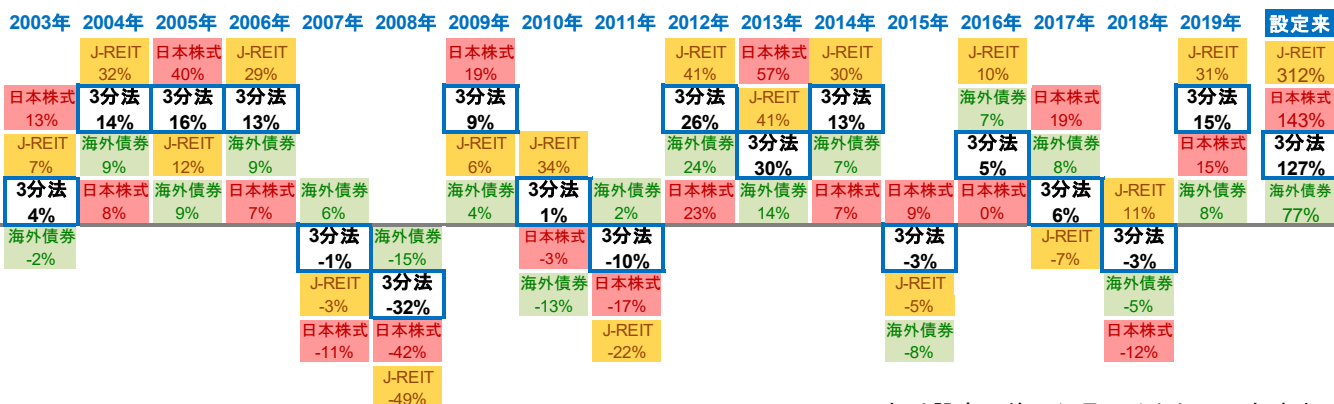 2003年 2004年 2005年 2006年 2007年 2008年 2009年 2010年 2011年 2012年 2013年 2014年 2015年 2016年 2017年 2018年 2019年 設定来
J-REIT 日本株式 J-REIT 日本株式 J-REIT 日本株式 J-REIT J-REIT J-REIT J-REIT
32% 40% 29% 19% 41% 57% 30% 10% 31% 312%
日本株式 3分法 3分法 3分法 3分法 3分法 J-REIT 3分法 海外債券 日本株式 3分法 日本株式
13% 14% 16% 13% 9% 26% 41% 13% 7% 19% 15% 143%
J-REIT 海外債券 J-REIT 海外債券 J-REIT J-REIT 海外債券 3分法 海外債券 3分法 海外債券 日本株式 3分法
7% 9% 12% 9% 6% 34% 24% 30% 7% 5% 8% 15% 127%
3分法 日本株式 海外債券 日本株式 海外債券 海外債券 3分法 海外債券 日本株式 海外債券 日本株式 日本株式 日本株式 3分法 J-REIT 海外債券 海外債券
4% 8% 9% 7% 6% 4% 1% 2% 23% 14% 7% 9% 0% 6% 11% 8% 77%
海外債券 3分法 海外債券 日本株式 3分法 3分法 J-REIT 3分法
-2% -1% -15% -3% -10% -3% -7% -3%
J-REIT 3分法 海外債券 日本株式 J-REIT 海外債券
-3% -32% -13% -17% -5% -5%
日本株式 日本株式 J-REIT 海外債券 日本株式
-11% -42% -22% -8% -12%
J-REIT
-49%